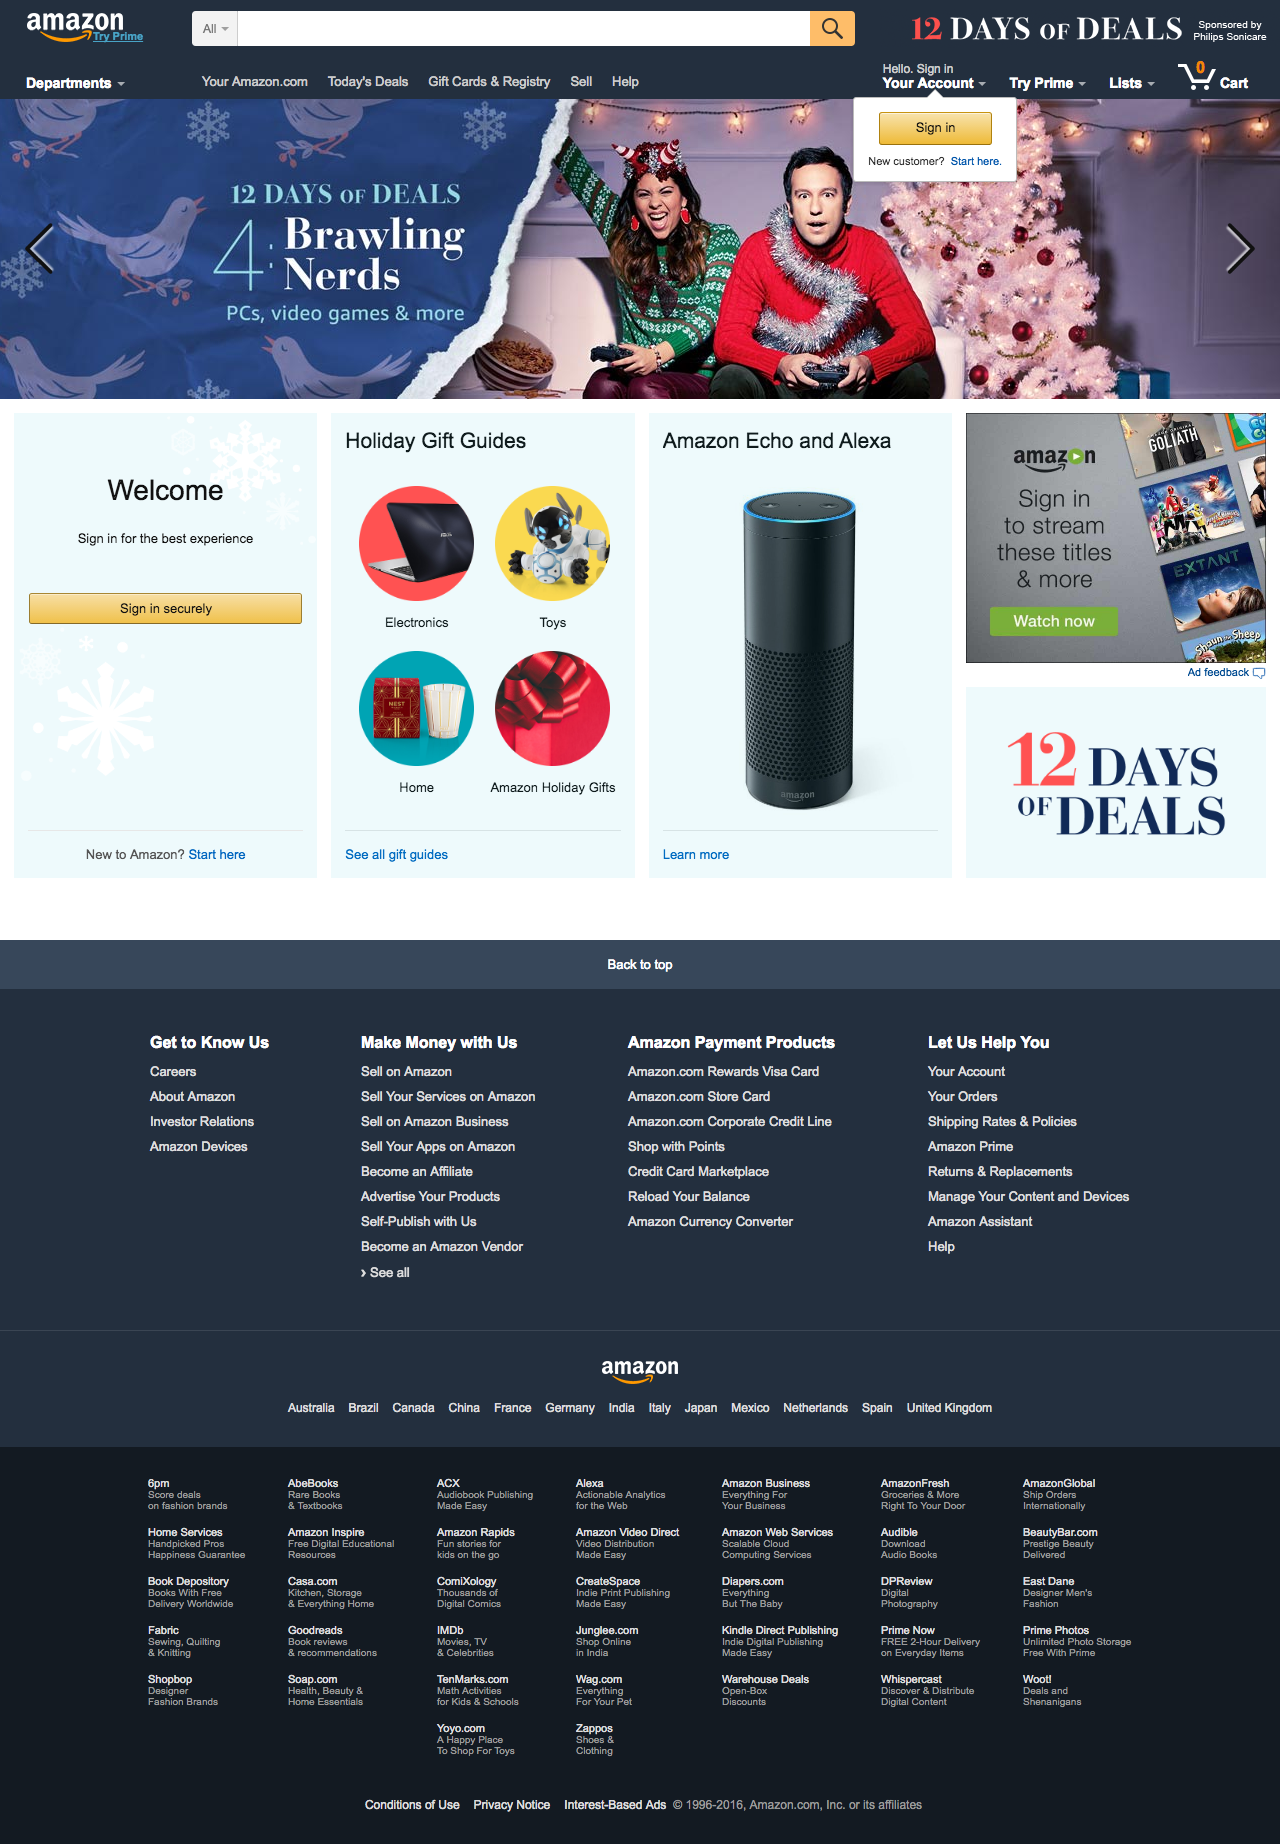 amazon
Try Prime
All
12 DAYS OF DEALS
Sponsored by
Philips Sonicare
Departments
Your Amazon.com
Today's Deals
Gift Cards & Registry
Sell
Help
Hello. Sign in
Your Account
Try Prime
Lists
0
Cart
Sign in
New customer? Start here.
12 DAYS OF DEALS
4: Brawling
Nerds
PCs, video games & more
Welcome
Sign in for the best experience
Sign in securely
New to Amazon? Start here
Holiday Gift Guides
ASUS
Electronics
Toys
NEST
Home
Amazon Holiday Gifts
See all gift guides
Amazon Echo and Alexa
amazon
Learn more
amazon
Sign in
to stream
these titles
& more
Watch now
GOLIATH
EXTANT
Shaun the Sheep
Ad feedback
12 DAYS
OF DEALS
Back to top
Get to Know Us
Careers
About Amazon
Investor Relations
Amazon Devices
Make Money with Us
Sell on Amazon
Sell Your Services on Amazon
Sell on Amazon Business
Sell Your Apps on Amazon
Become an Affiliate
Advertise Your Products
Self-Publish with Us
Become an Amazon Vendor
› See all
Amazon Payment Products
Amazon.com Rewards Visa Card
Amazon.com Store Card
Amazon.com Corporate Credit Line
Shop with Points
Credit Card Marketplace
Reload Your Balance
Amazon Currency Converter
Let Us Help You
Your Account
Your Orders
Shipping Rates & Policies
Amazon Prime
Returns & Replacements
Manage Your Content and Devices
Amazon Assistant
Help
amazon
Australia Brazil Canada China France Germany India Italy Japan Mexico Netherlands Spain United Kingdom
6pm
Score deals
on fashion brands
AbeBooks
Rare Books
& Textbooks
ACX
Audiobook Publishing
Made Easy
Alexa
Actionable Analytics
for the Web
Amazon Business
Everything For
Your Business
AmazonFresh
Groceries & More
Right To Your Door
AmazonGlobal
Ship Orders
Internationally
Home Services
Handpicked Pros
Happiness Guarantee
Amazon Inspire
Free Digital Educational
Resources
Amazon Rapids
Fun stories for
kids on the go
Amazon Video Direct
Video Distribution
Made Easy
Amazon Web Services
Scalable Cloud
Computing Services
Audible
Download
Audio Books
BeautyBar.com
Prestige Beauty
Delivered
Book Depository
Books With Free
Delivery Worldwide
Casa.com
Kitchen, Storage
& Everything Home
ComiXology
Thousands of
Digital Comics
CreateSpace
Indie Print Publishing
Made Easy
Diapers.com
Everything
But The Baby
DPReview
Digital
Photography
East Dane
Designer Men's
Fashion
Fabric
Sewing, Quilting
& Knitting
Goodreads
Book reviews
& recommendations
IMDb
Movies, TV
& Celebrities
Junglee.com
Shop Online
in India
Kindle Direct Publishing
Indie Digital Publishing
Made Easy
Prime Now
FREE 2-Hour Delivery
on Everyday Items
Prime Photos
Unlimited Photo Storage
Free With Prime
Shopbop
Designer
Fashion Brands
Soap.com
Health, Beauty &
Home Essentials
TenMarks.com
Math Activities
for Kids & Schools
Wag.com
Everything
For Your Pet
Warehouse Deals
Open-Box
Discounts
Whispercast
Discover & Distribute
Digital Content
Woot!
Deals and
Shenanigans
Yoyo.com
A Happy Place
To Shop For Toys
Zappos
Shoes &
Clothing
Conditions of Use Privacy Notice Interest-Based Ads © 1996-2016, Amazon.com, Inc. or its affiliates